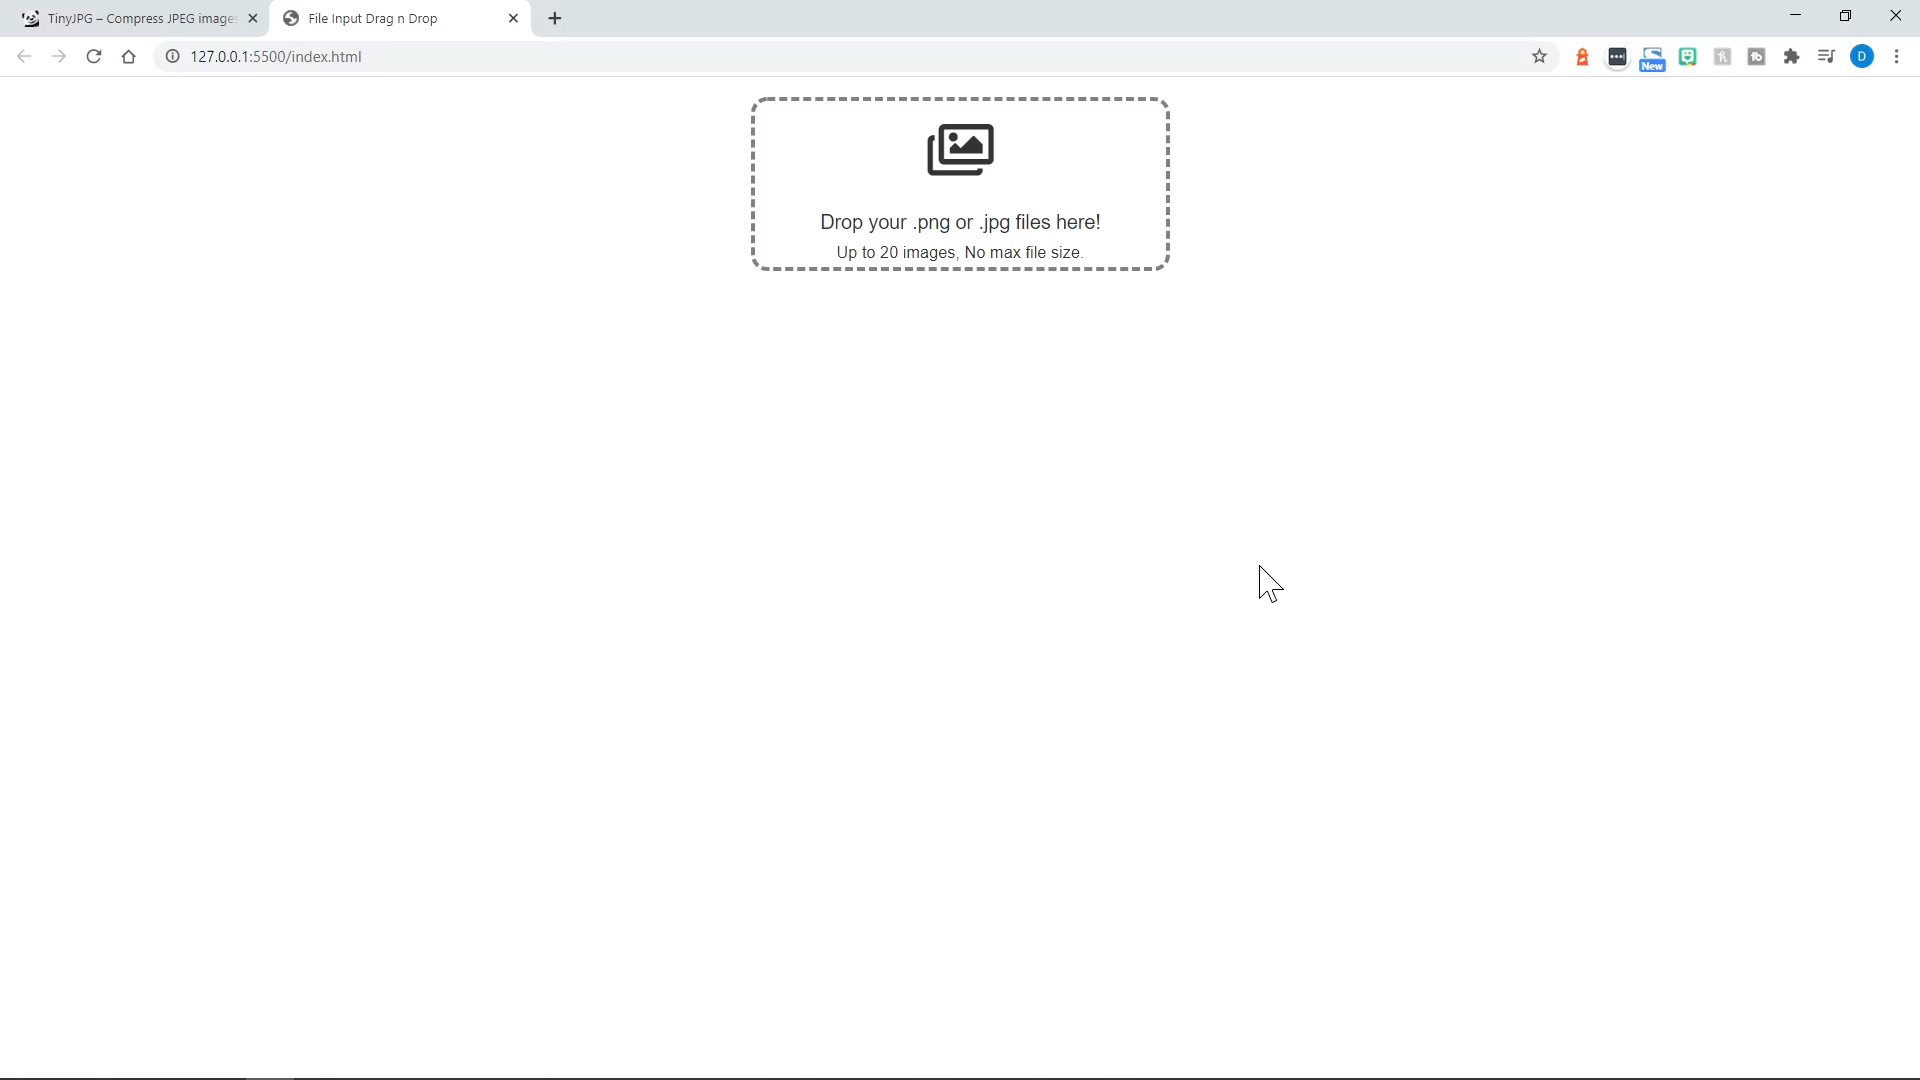 TinyJPG – Compress JPEG images
File Input Drag n Drop
127.0.0.1:5500/index.html
New
D
Drop your .png or .jpg files here!
Up to 20 images, No max file size.